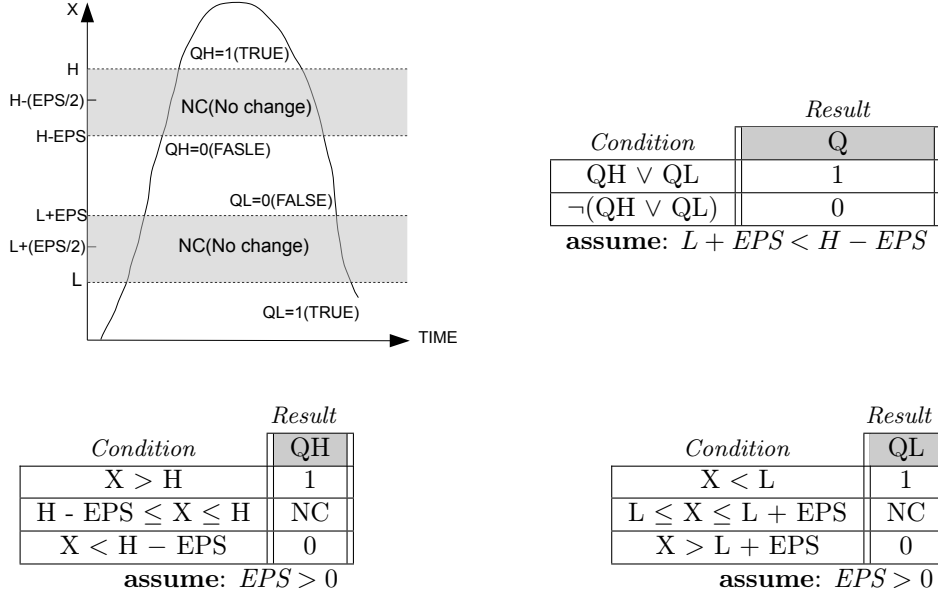 X
QH=1(TRUE)
H
H-(EPS/2)
NC(No change)
H-EPS
QH=0(FASLE)
QL=0(FALSE)
L+EPS
L+(EPS/2)
NC(No change)
L
QL=1(TRUE)
TIME
Result
Condition Q
QH ∨ QL 1
¬(QH ∨ QL) 0
assume: L + EPS < H − EPS
Result
Condition QH
X > H 1
H - EPS ≤ X ≤ H NC
X < H − EPS 0
assume: EPS > 0
Result
Condition QL
X < L 1
L ≤ X ≤ L + EPS NC
X > L + EPS 0
assume: EPS > 0